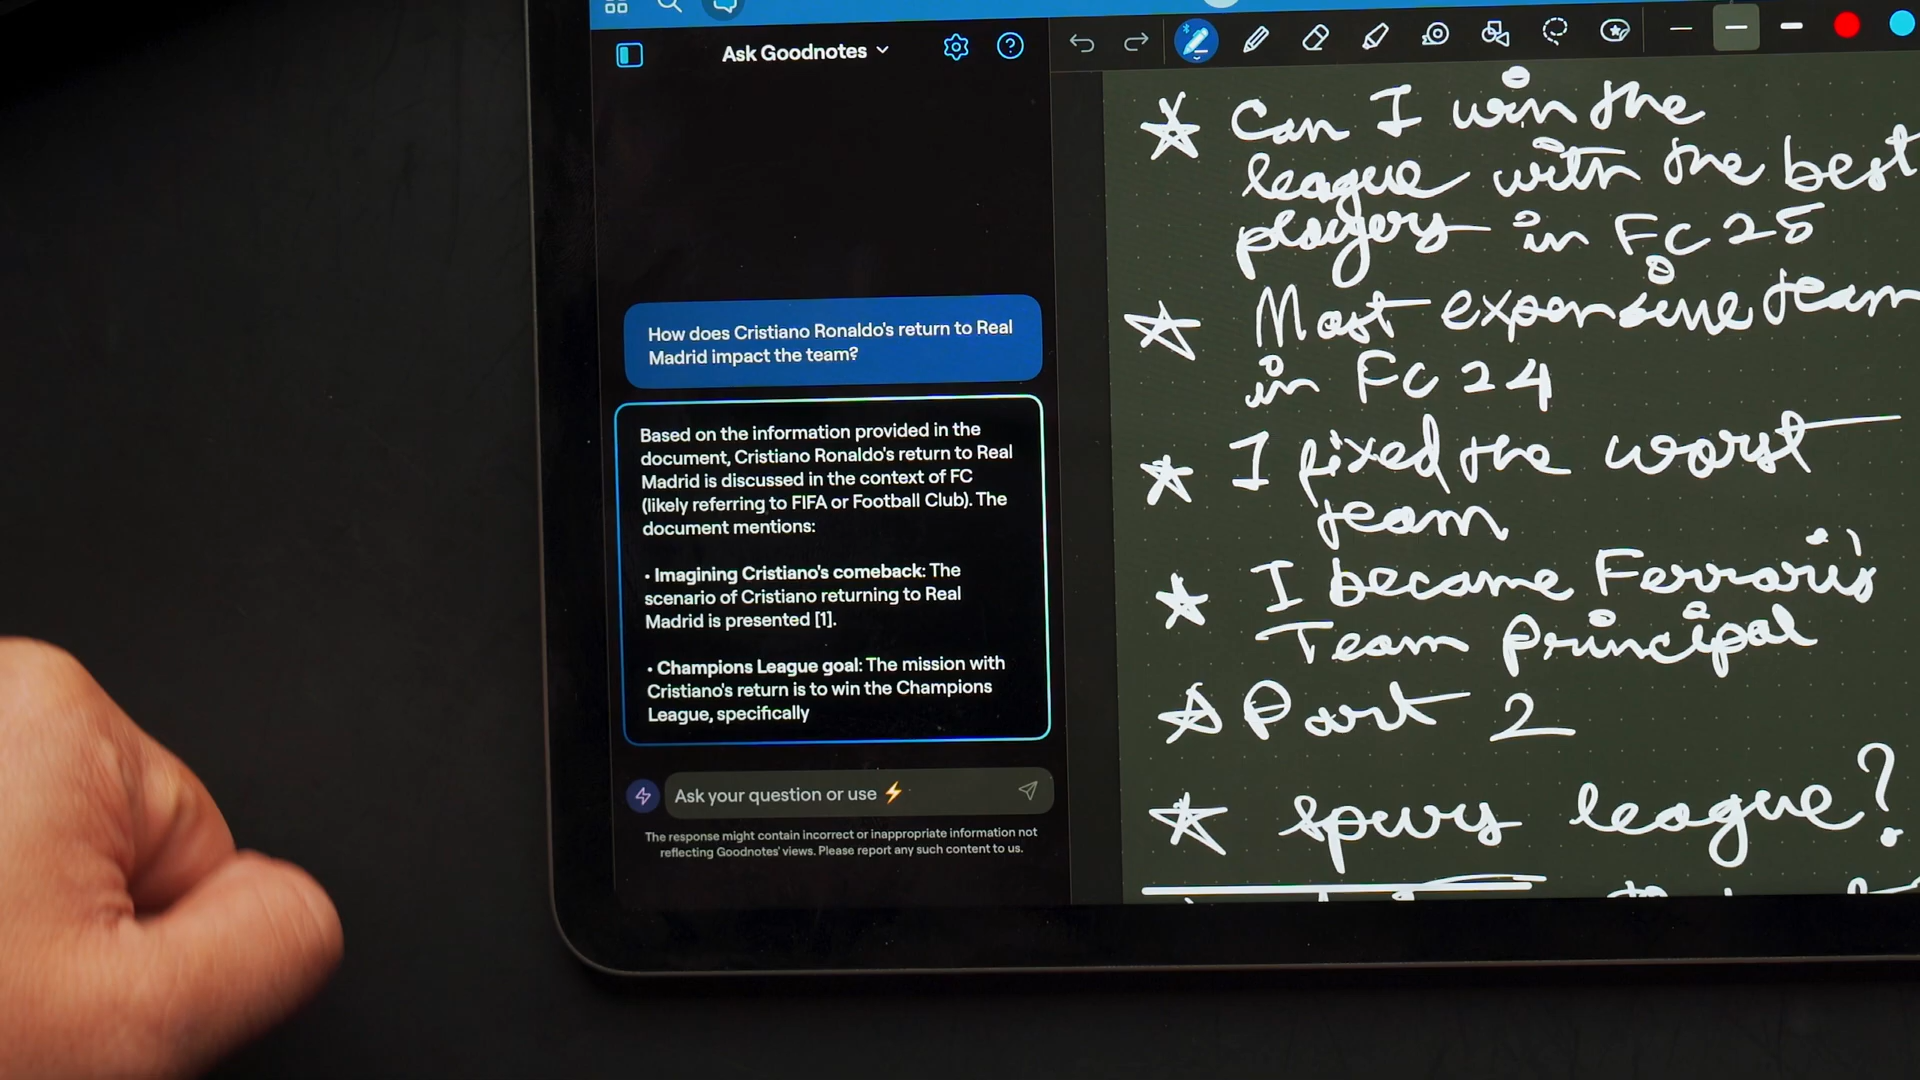 Ask Goodnotes
How does Cristiano Ronaldo's return to Real
Madrid impact the team?
Based on the information provided in the
document, Cristiano Ronaldo's return to Real
Madrid is discussed in the context of FC
(likely referring to FIFA or Football Club). The
document mentions:
• Imagining Cristiano's comeback: The
scenario of Cristiano returning to Real
Madrid is presented [1].
• Champions League goal: The mission with
Cristiano's return is to win the Champions
League, specifically
Ask your question or use ⚡
The response might contain incorrect or inappropriate information not
reflecting Goodnotes' views. Please report any such content to us.
Can I win the
league with the best
players in FC 25
Most expensive team
in FC 24
I fixed the worst
team
I became Ferrari's
Team Principal
Part 2
spurs league?